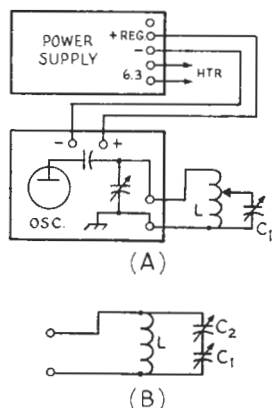 POWER
SUPPLY
+ REG
–
6.3
HTR
– +
OSC.
L
C1
(A)
L
C2
C1
(B)